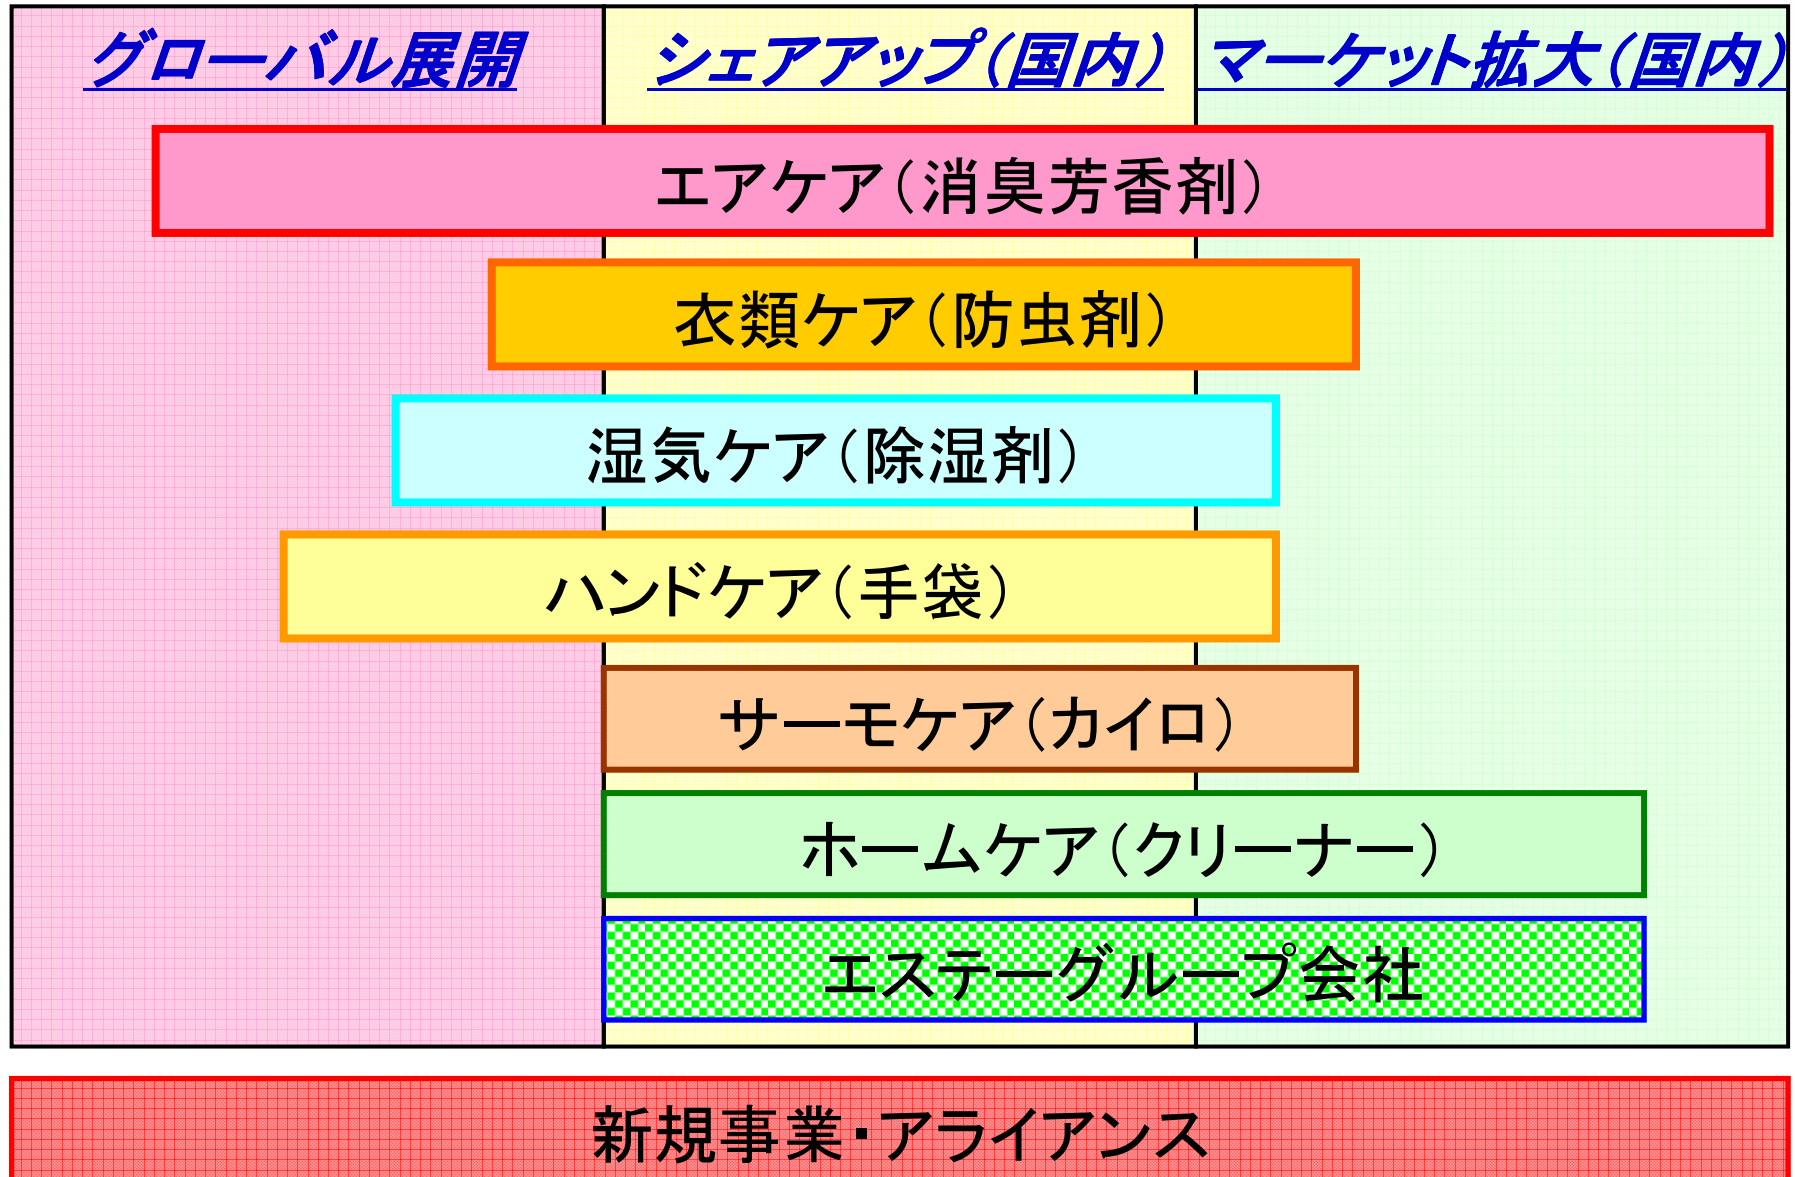 グローバル展開
シェアアップ（国内）
マーケット拡大（国内）
エアケア（消臭芳香剤）
衣類ケア（防虫剤）
湿気ケア（除湿剤）
ハンドケア（手袋）
サーモケア（カイロ）
ホームケア（クリーナー）
エステーグループ会社
新規事業・アライアンス